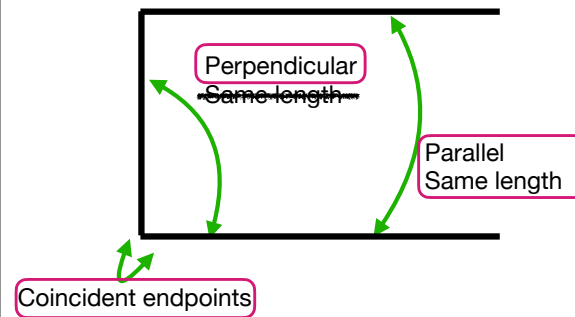 Perpendicular
Same length
Parallel
Same length
Coincident endpoints